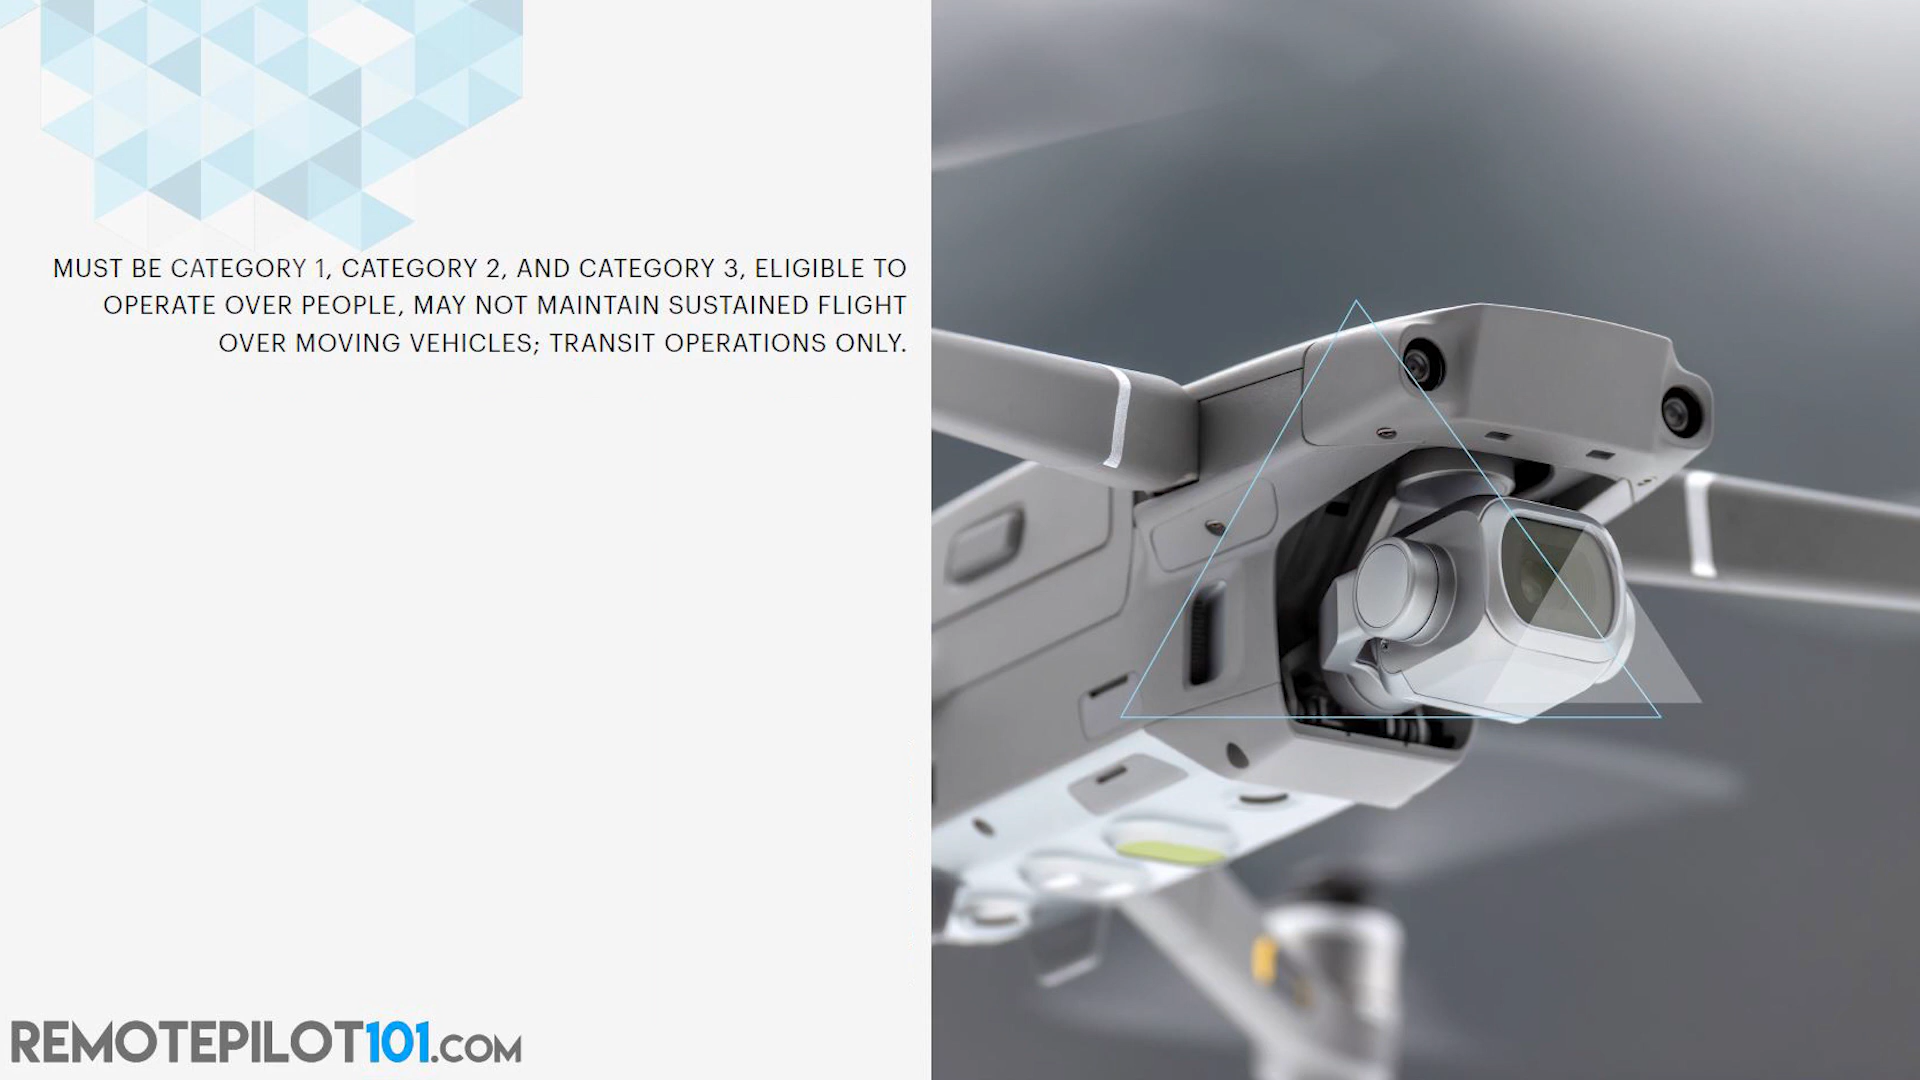 MUST BE CATEGORY 1, CATEGORY 2, AND CATEGORY 3, ELIGIBLE TO
OPERATE OVER PEOPLE, MAY NOT MAINTAIN SUSTAINED FLIGHT
OVER MOVING VEHICLES; TRANSIT OPERATIONS ONLY.
REMOTEPILOT101.COM